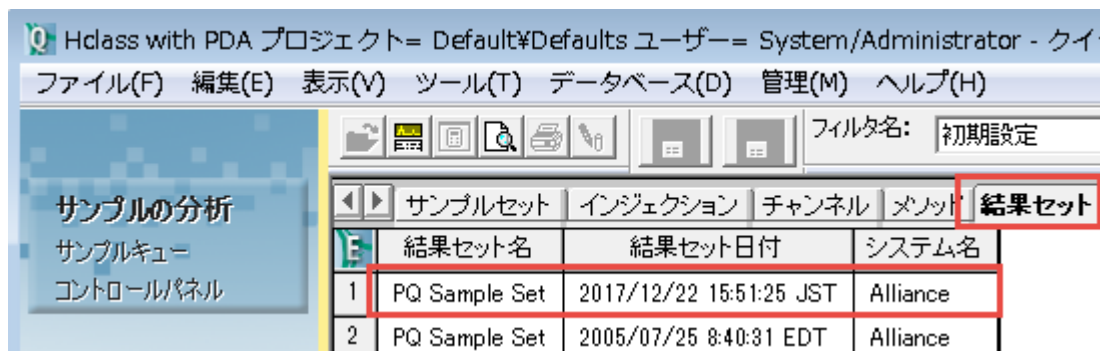 Hclass with PDA プロジェクト= Default¥Defaults ユーザー= System/Administrator - クイ
ファイル(F) 編集(E) 表示(V) ツール(T) データベース(D) 管理(M) ヘルプ(H)
フィルタ名: 初期設定
サンプルの分析
サンプルキュー
コントロールパネル
サンプルセット インジェクション チャンネル メソッド 結果セット
結果セット名 結果セット日付 システム名
1 PQ Sample Set 2017/12/22 15:51:25 JST Alliance
2 PQ Sample Set 2005/07/25 8:40:31 EDT Alliance